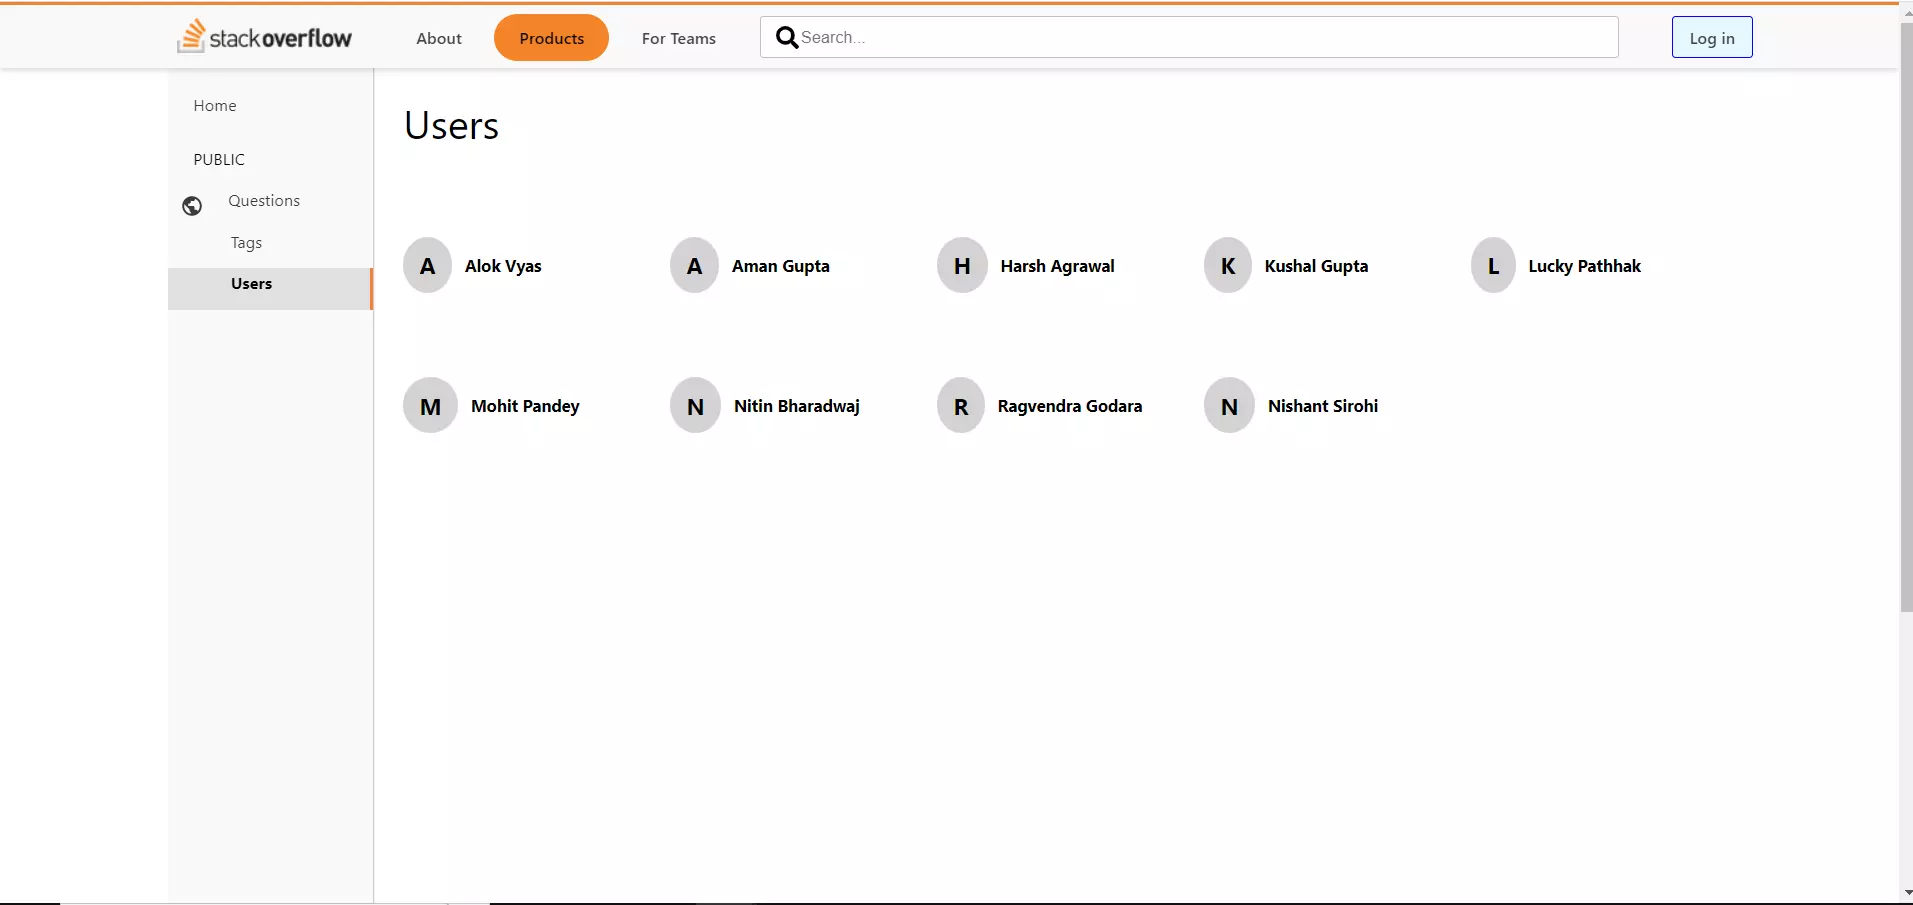 stackoverflow About Products For Teams Search... Log in
Home
PUBLIC
Questions
Tags
Users
Users
A Alok Vyas A Aman Gupta H Harsh Agrawal K Kushal Gupta L Lucky Pathhak
M Mohit Pandey N Nitin Bharadwaj R Ragvendra Godara N Nishant Sirohi